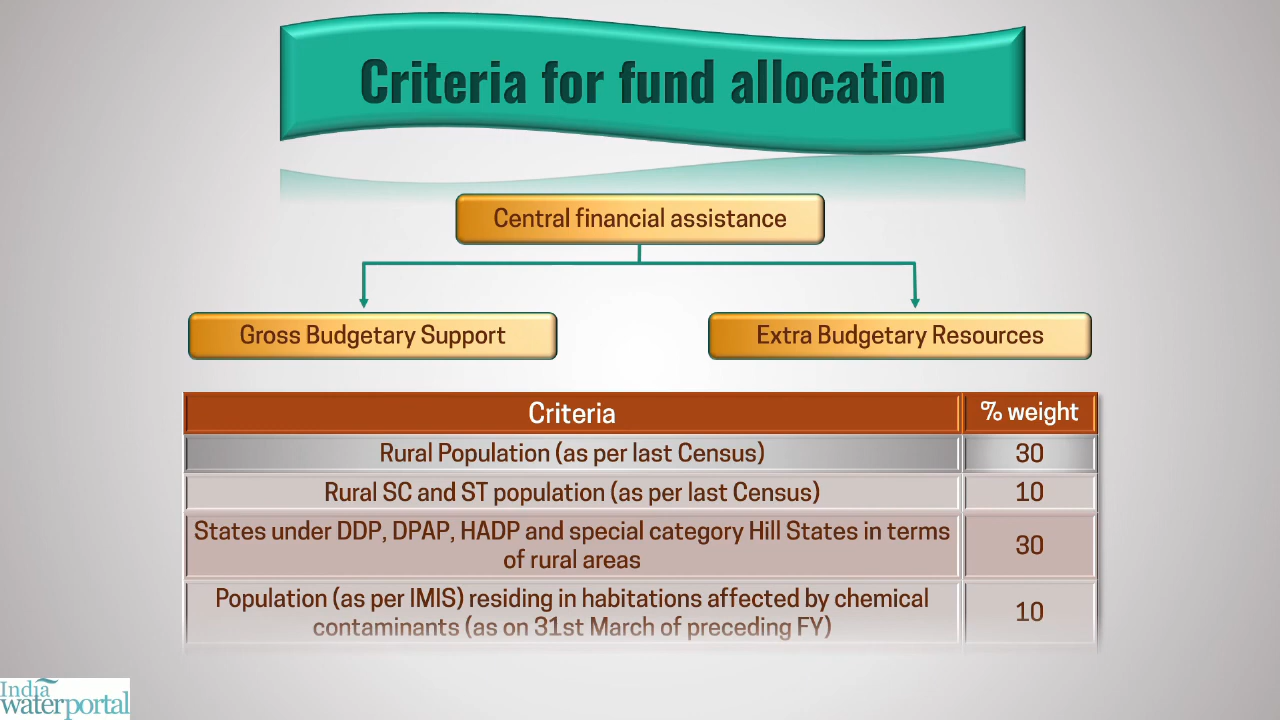 Criteria for fund allocation
Central financial assistance
Gross Budgetary Support
Extra Budgetary Resources
Criteria
% weight
Rural Population (as per last Census)
30
Rural SC and ST population (as per last Census)
10
States under DDP, DPAP, HADP and special category Hill States in terms
of rural areas
30
Population (as per IMIS) residing in habitations affected by chemical
contaminants (as on 31st March of preceding FY)
10
India
waterportal